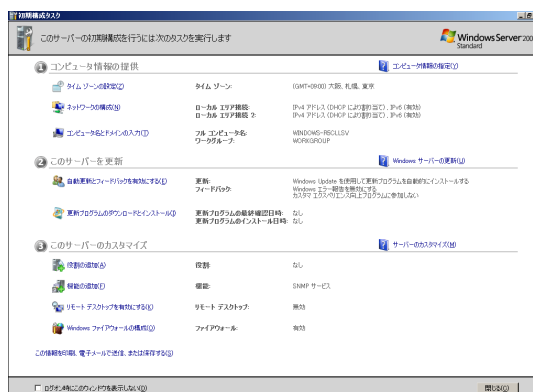 初期構成タスク
このサーバーの初期構成を行うには次のタスクを実行します
Windows Server 200
Standard
1 コンピュータ情報の提供
コンピュータ情報の指定(Y)
タイム ゾーンの設定(Z)
タイム ゾーン:
(GMT+09:00) 大阪、札幌、東京
ネットワークの構成(N)
ローカル エリア接続: IPv4 アドレス (DHCP により割り当て)、IPv6 (有効)
ローカル エリア接続 2: IPv4 アドレス (DHCP により割り当て)、IPv6 (有効)
コンピュータ名とドメインの入力(T)
フル コンピュータ名:
ワークグループ: WORKGROUP
2 このサーバーを更新
Windows サーバーの更新(U)
自動更新とフィードバックを有効にする(E)
更新: Windows Update を使用して更新プログラムを自動的にインストールする
フィードバック: Windows エラー報告を無効にする
カスタマ エクスペリエンス向上プログラムに参加しない
更新プログラムのダウンロードとインストール(I)
更新プログラムの最終確認日時: なし
更新プログラムのインストール日時: なし
3 このサーバーのカスタマイズ
サーバーのカスタマイズ(M)
役割の追加(A)
役割: なし
機能の追加(F)
機能: SNMP サービス
リモート デスクトップを有効にする(K)
リモート デスクトップ: 無効
Windows ファイアウォールの構成(O)
ファイアウォール: 有効
この情報を印刷、電子メールで送信、または保存する(S)
ログオン時にこのウィンドウを表示しない(D)
閉じる(C)